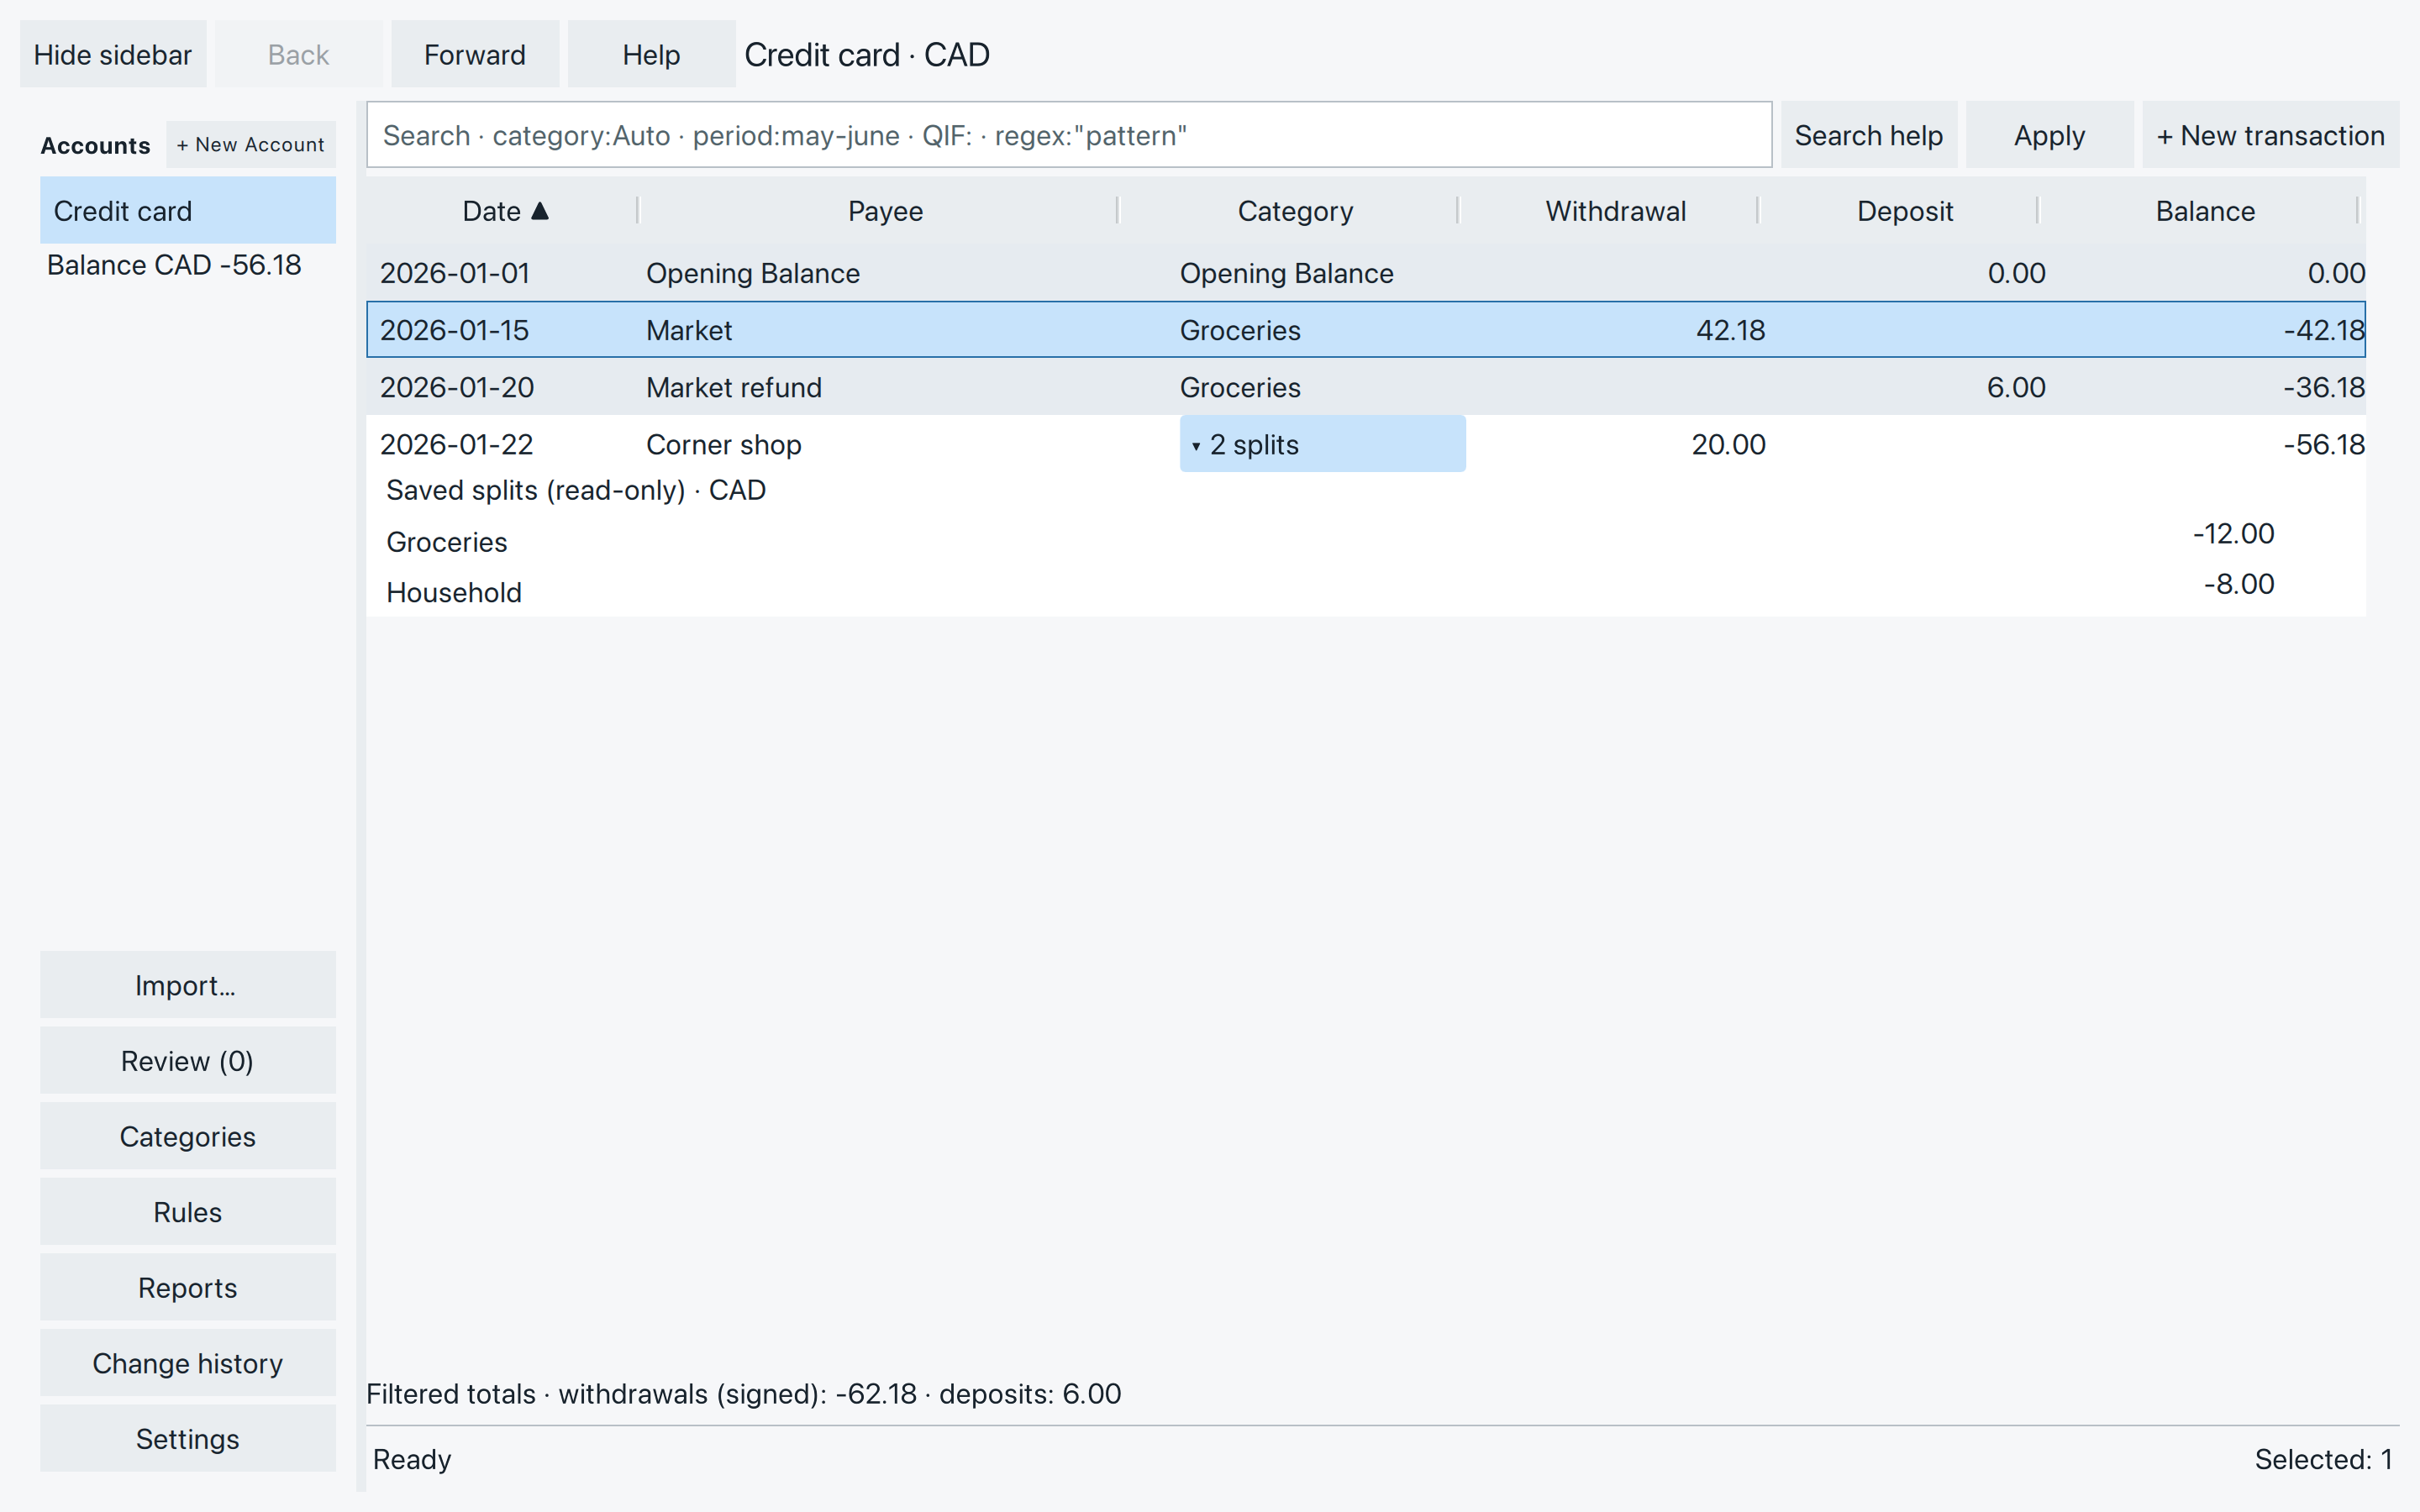 Hide sidebar Back Forward Help Credit card · CAD
Accounts + New Account
Credit card
Balance CAD -56.18
Import...
Review (0)
Categories
Rules
Reports
Change history
Settings
Search · category:Auto · period:may-june · QIF: · regex:"pattern" Search help Apply + New transaction
Date ▲ Payee Category Withdrawal Deposit Balance
2026-01-01 Opening Balance Opening Balance 0.00 0.00
2026-01-15 Market Groceries 42.18 -42.18
2026-01-20 Market refund Groceries 6.00 -36.18
2026-01-22 Corner shop ▾ 2 splits 20.00 -56.18
Saved splits (read-only) · CAD
Groceries -12.00
Household -8.00
Filtered totals · withdrawals (signed): -62.18 · deposits: 6.00
Ready Selected: 1